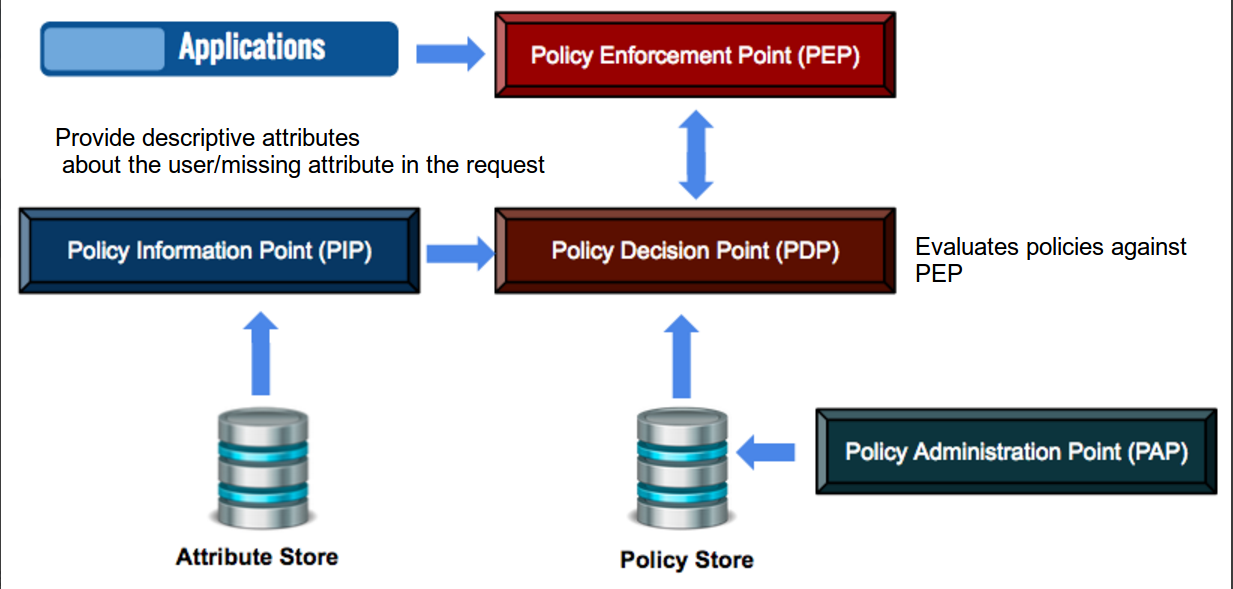 Applications
Policy Enforcement Point (PEP)
Provide descriptive attributes
about the user/missing attribute in the request
Policy Information Point (PIP)
Policy Decision Point (PDP)
Evaluates policies against
PEP
Policy Administration Point (PAP)
Attribute Store
Policy Store